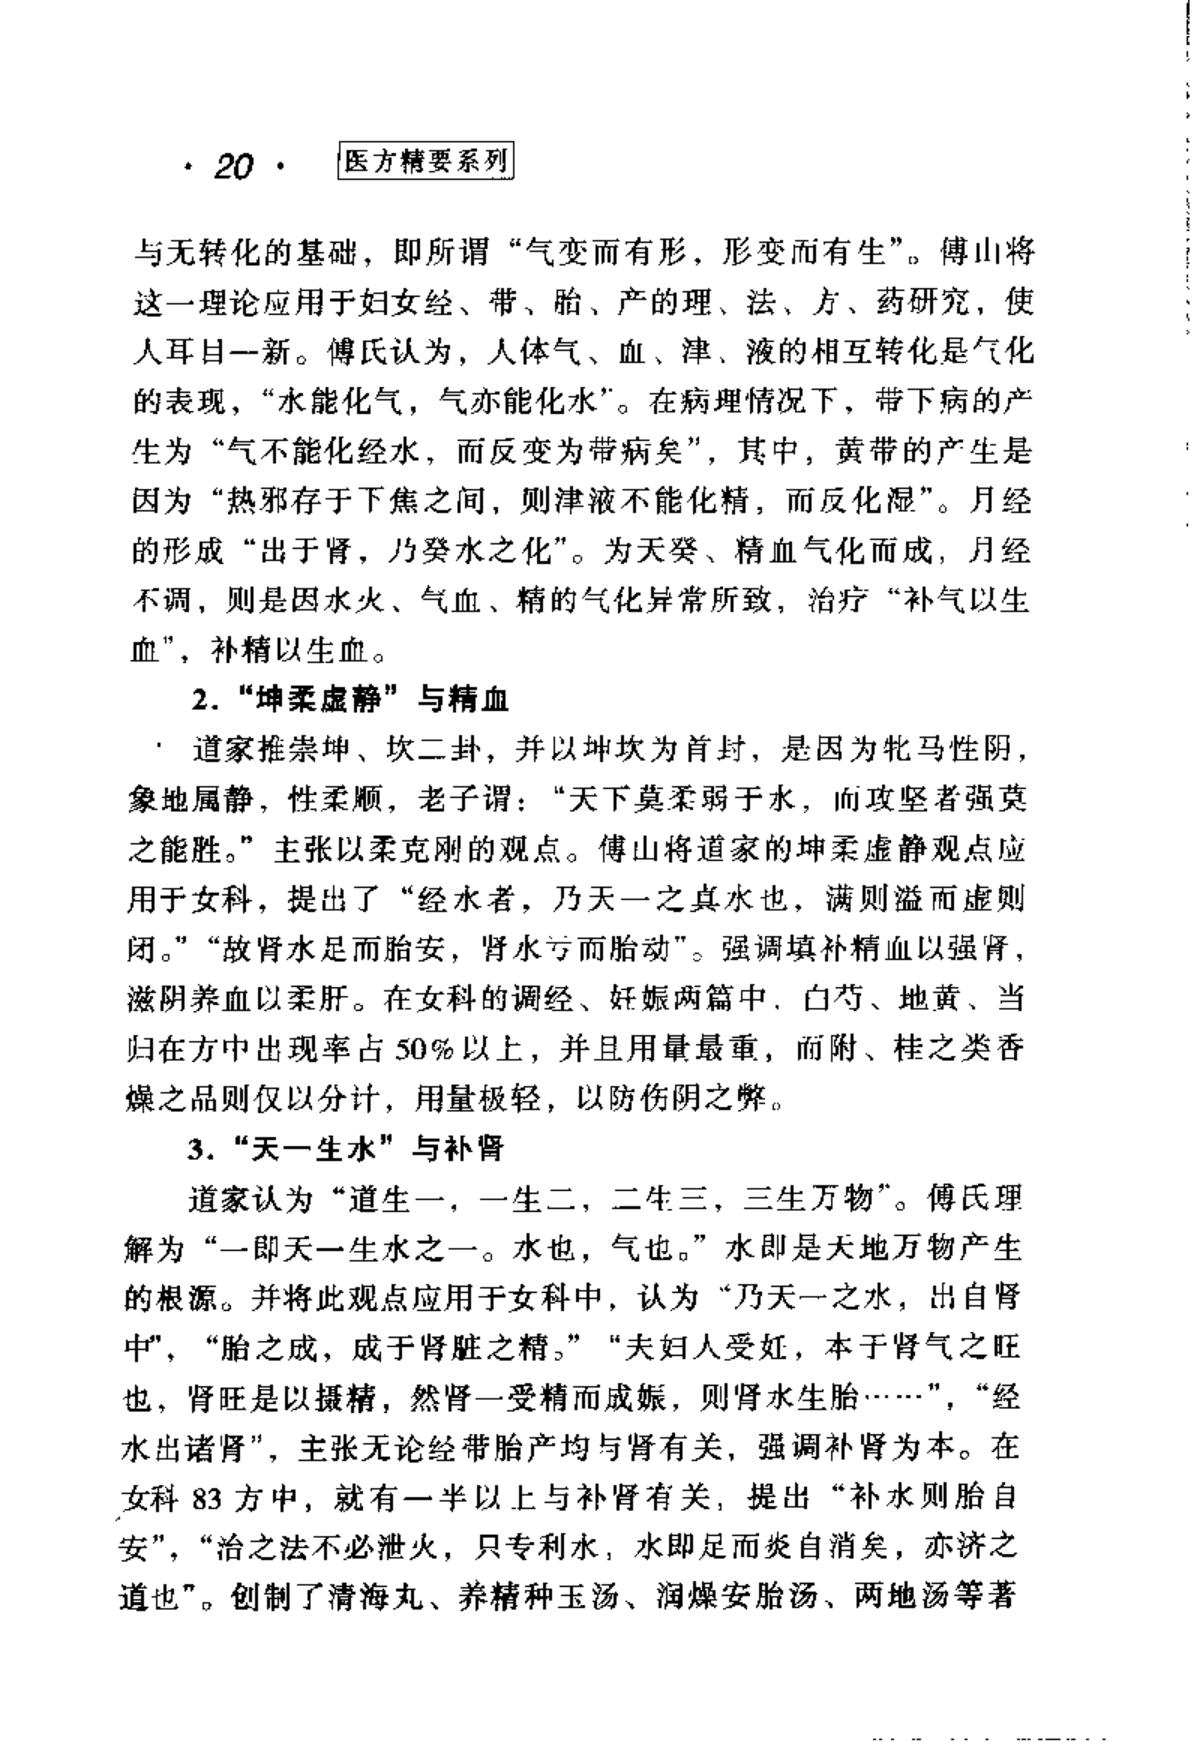 · 20 · 医方精要系列
与无转化的基础，即所谓“气变而有形，形变而有生”。傅山将
这一理论应用于妇女经、带、胎、产的理、法、方、药研究，使
人耳目一新。傅氏认为，人体气、血、津、液的相互转化是气化
的表现，“水能化气，气亦能化水”。在病理情况下，带下病的产
生为“气不能化经水，而反变为带病矣”，其中，黄带的产生是
因为“热邪存于下焦之间，则津液不能化精，而反化湿”。月经
的形成“出于肾，乃癸水之化”。为天癸、精血气化而成，月经
不调，则是因水火、气血、精的气化异常所致，治疗“补气以生
血”，补精以生血。
2.“坤柔虚静”与精血
道家推崇坤、坎二卦，并以坤坎为首封，是因为牝马性阴，
象地属静，性柔顺，老子谓：“天下莫柔弱于水，而攻坚者强莫
之能胜。”主张以柔克刚的观点。傅山将道家的坤柔虚静观点应
用于女科，提出了“经水者，乃天一之真水也，满则溢而虚则
闭。”“故肾水足而胎安，肾水亏而胎动”。强调填补精血以强肾，
滋阴养血以柔肝。在女科的调经、妊娠两篇中，白芍、地黄、当
归在方中出现率占 50%以上，并且用量最重，而附、桂之类香
燥之品则仅以分计，用量极轻，以防伤阴之弊。
3.“天一生水”与补肾
道家认为“道生一，一生二，二生三，三生万物”。傅氏理
解为“一即天一生水之一。水也，气也。”水即是天地万物产生
的根源。并将此观点应用于女科中，认为“乃天一之水，出自肾
中”，“胎之成，成于肾脏之精。”“夫妇人受妊，本于肾气之旺
也，肾旺是以摄精，然肾一受精而成娠，则肾水生胎……”，“经
水出诸肾”，主张无论经带胎产均与肾有关，强调补肾为本。在
女科 83 方中，就有一半以上与补肾有关，提出“补水则胎自
安”，“治之法不必泄火，只专利水，水即足而炎自消矣，亦济之
道也”。创制了清海丸、养精种玉汤、润燥安胎汤、两地汤等著